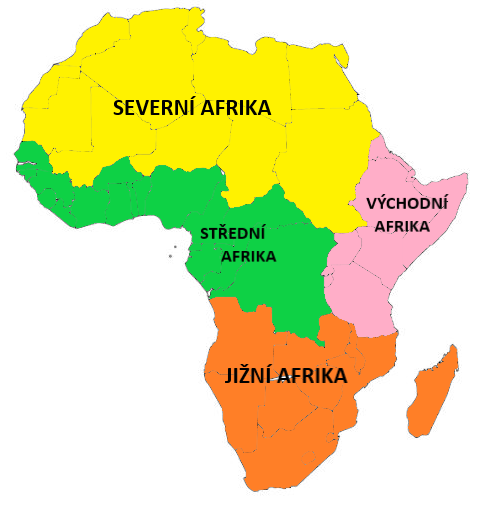 SEVERNÍ AFRIKA
VÝCHODNÍ
AFRIKA
STŘEDNÍ
AFRIKA
JIŽNÍ AFRIKA